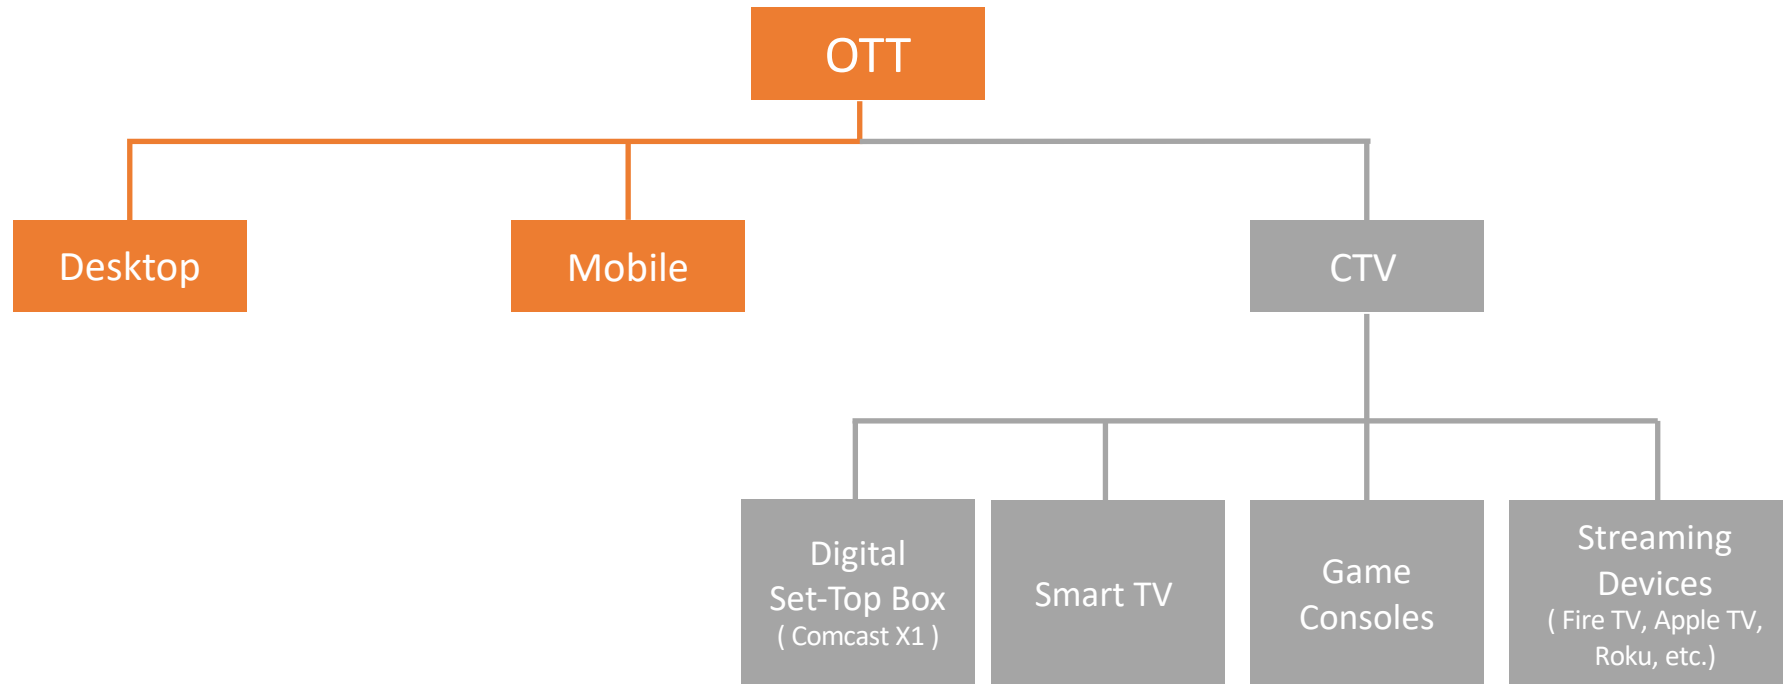 OTT
Desktop
Mobile
CTV
Digital
Set-Top Box
( Comcast X1 )
Smart TV
Game
Consoles
Streaming
Devices
( Fire TV, Apple TV,
Roku, etc.)